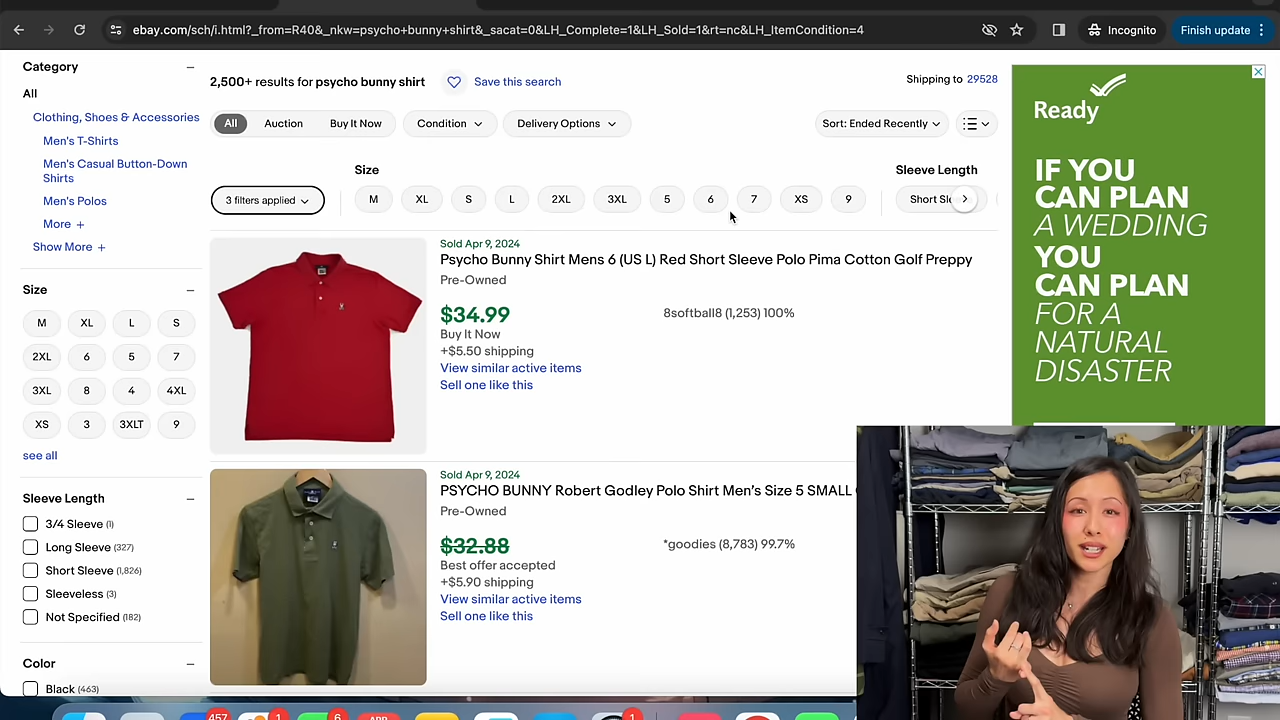 ebay.com/sch/i.html?_from=R40&_nkw=psycho+bunny+shirt&_sacat=0&LH_Complete=1&LH_Sold=1&rt=nc&LH_ItemCondition=4
Incognito
Finish update
Category
All
Clothing, Shoes & Accessories
Men's T-Shirts
Men's Casual Button-Down
Shirts
Men's Polos
More +
Show More +
Size
M XL L S
2XL 6 5 7
3XL 8 4 4XL
XS 3 3XLT 9
see all
Sleeve Length
3/4 Sleeve (1)
Long Sleeve (327)
Short Sleeve (1,826)
Sleeveless (3)
Not Specified (182)
Color
Black (463)
2,500+ results for psycho bunny shirt
Save this search
Shipping to 29528
All Auction Buy It Now Condition Delivery Options
Sort: Ended Recently
Size
Sleeve Length
3 filters applied
M XL S L 2XL 3XL 5 6 7 XS 9
Sold Apr 9, 2024
Psycho Bunny Shirt Mens 6 (US L) Red Short Sleeve Polo Pima Cotton Golf Preppy
Pre-Owned
$34.99
8softball8 (1,253) 100%
Buy It Now
+$5.50 shipping
View similar active items
Sell one like this
Sold Apr 9, 2024
PSYCHO BUNNY Robert Godley Polo Shirt Men's Size 5 SMALL
Pre-Owned
$32.88
*goodies (8,783) 99.7%
Best offer accepted
+$5.90 shipping
View similar active items
Sell one like this
Ready
IF YOU
CAN PLAN
A WEDDING
YOU
CAN PLAN
FOR A
NATURAL
DISASTER
457
1
6
APR
1